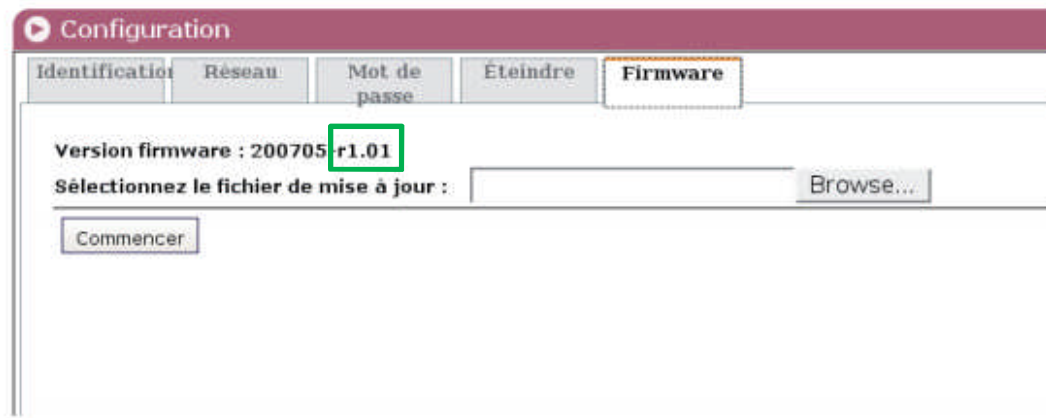 Configuration
Identification Réseau Mot de passe Éteindre Firmware
Version firmware : 200705-r1.01
Sélectionnez le fichier de mise à jour : Browse...
Commencer